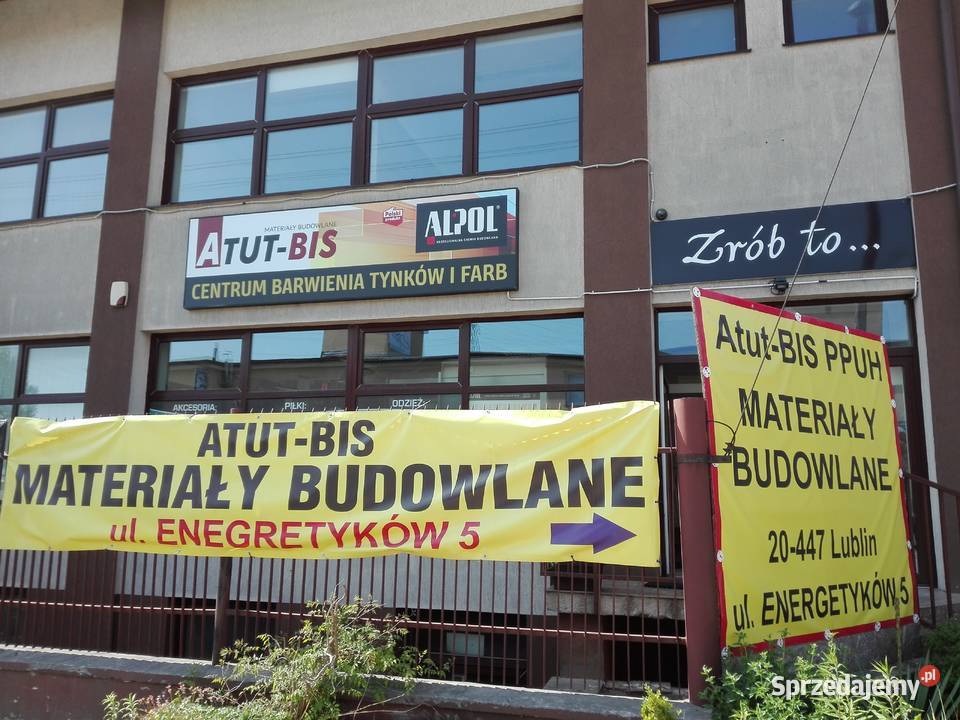 MATERIAŁY BUDOWLANE
ATUT-BIS
Polski produkt
ALPOL
CENTRUM BARWIENIA TYNKÓW I FARB
Zrób to...
AKCESORIA
PIŁKI:
ODZIEŻ:
ATUT-BIS
MATERIAŁY BUDOWLANE
ul. ENEGRETYKÓW 5
Atut-BIS PPUH
MATERIAŁY
BUDOWLANE
20-447 Lublin
ul. ENERGETYKÓW 5
Sprzedajemy.pl